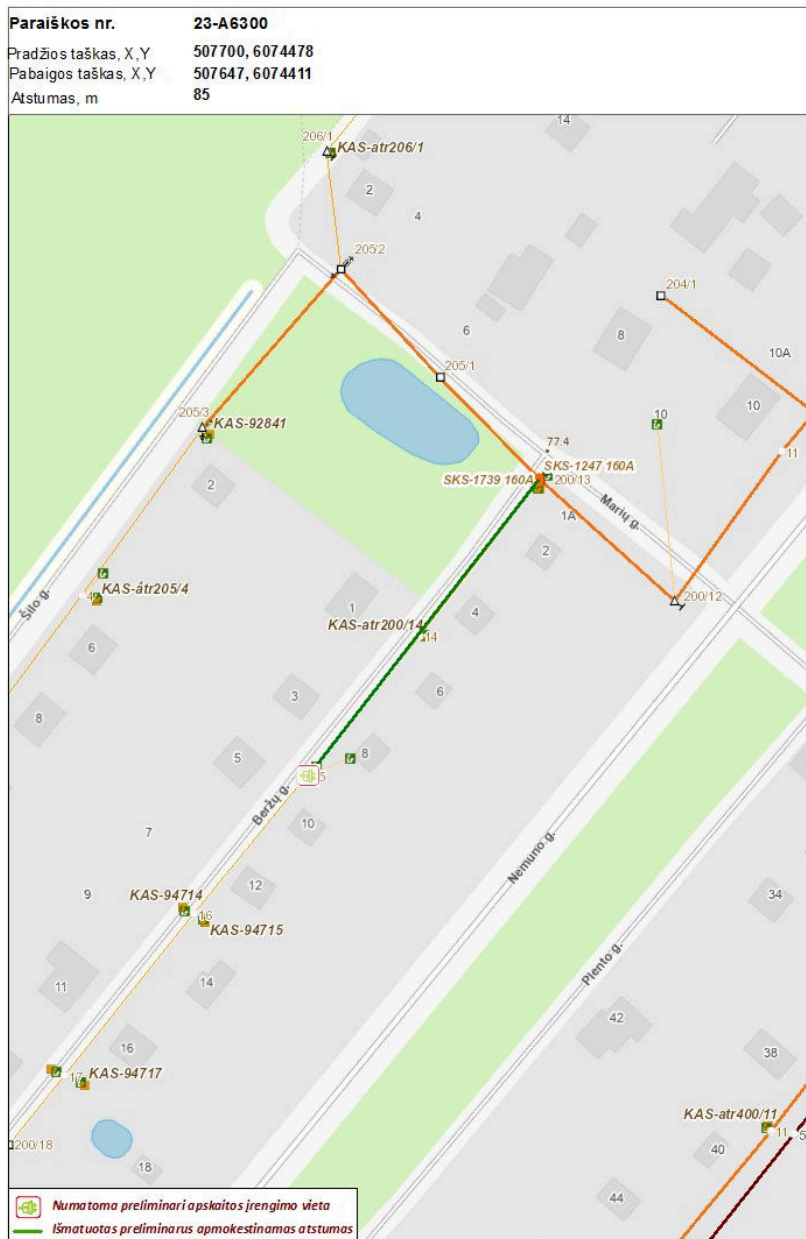 Paraiškos nr. 23-A6300
Pradžios taškas, X,Y 507700, 6074478
Pabaigos taškas, X,Y 507647, 6074411
Atstumas, m 85
14
206/1
KAS-atr206/1
2
4
205/2
204/1
6
8
10A
205/1
10
10
205/3
KAS-92841
77.4
11
SKS-1247 160A
SKS-1739 160A
200/13
2
Marių g.
1A
2
KAS-atr205/4
4
Šilo g.
200/12
1
4
KAS-atr200/14
14
6
6
3
8
5
8
5
Beržų g.
10
7
Nemuno g.
12
9
KAS-94714
16
KAS-94715
34
Plento g.
14
11
42
16
38
17
KAS-94717
KAS-atr400/11
11
5
200/18
40
18
44
Numatoma preliminari apskaitos įrengimo vieta
Išmatuotas preliminarus apmokestinamas atstumas